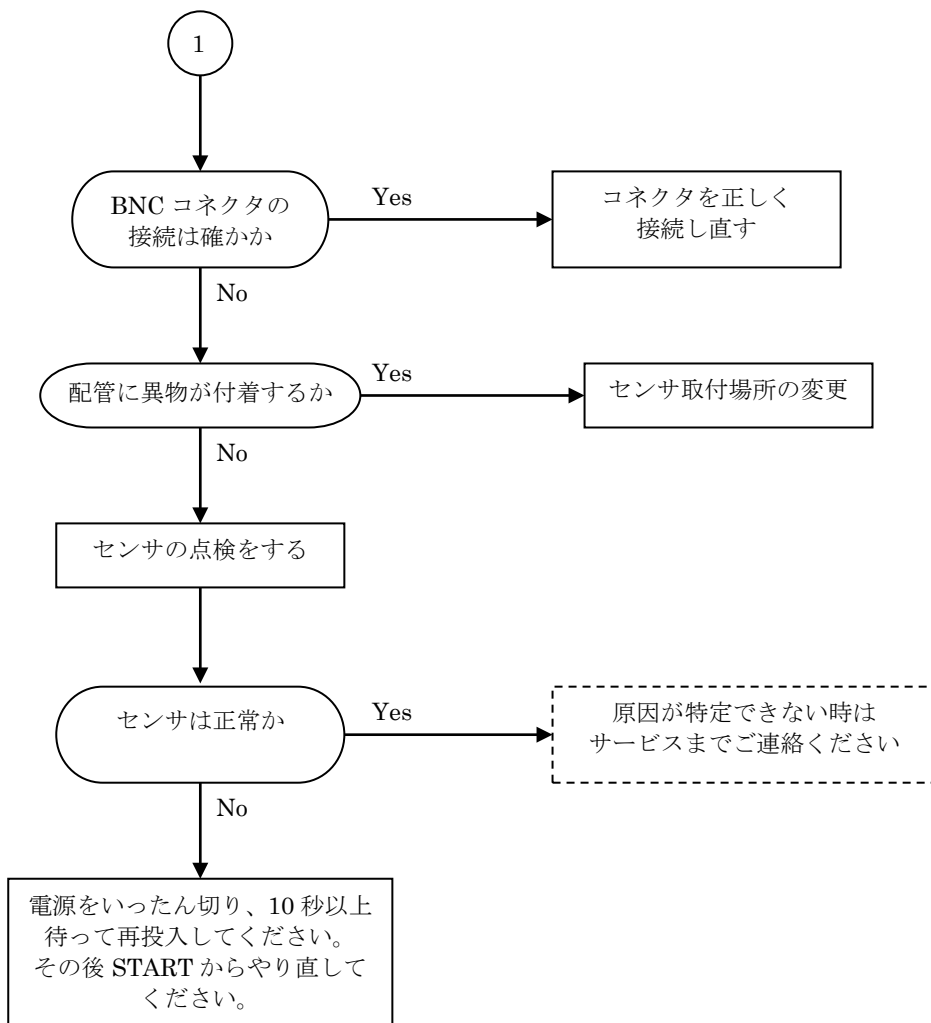 1
BNC コネクタの
接続は確かか
Yes
コネクタを正しく
接続し直す
No
配管に異物が付着するか
Yes
センサ取付場所の変更
No
センサの点検をする
センサは正常か
Yes
原因が特定できない時は
サービスまでご連絡ください
No
電源をいったん切り、10 秒以上
待って再投入してください。
その後 START からやり直して
ください。